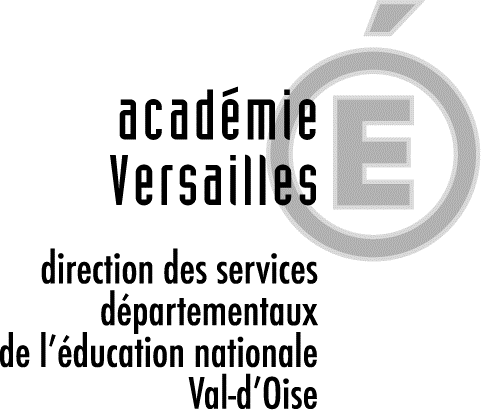 académie
Versailles
É
direction des services
départementaux
de l'éducation nationale
Val-d'Oise